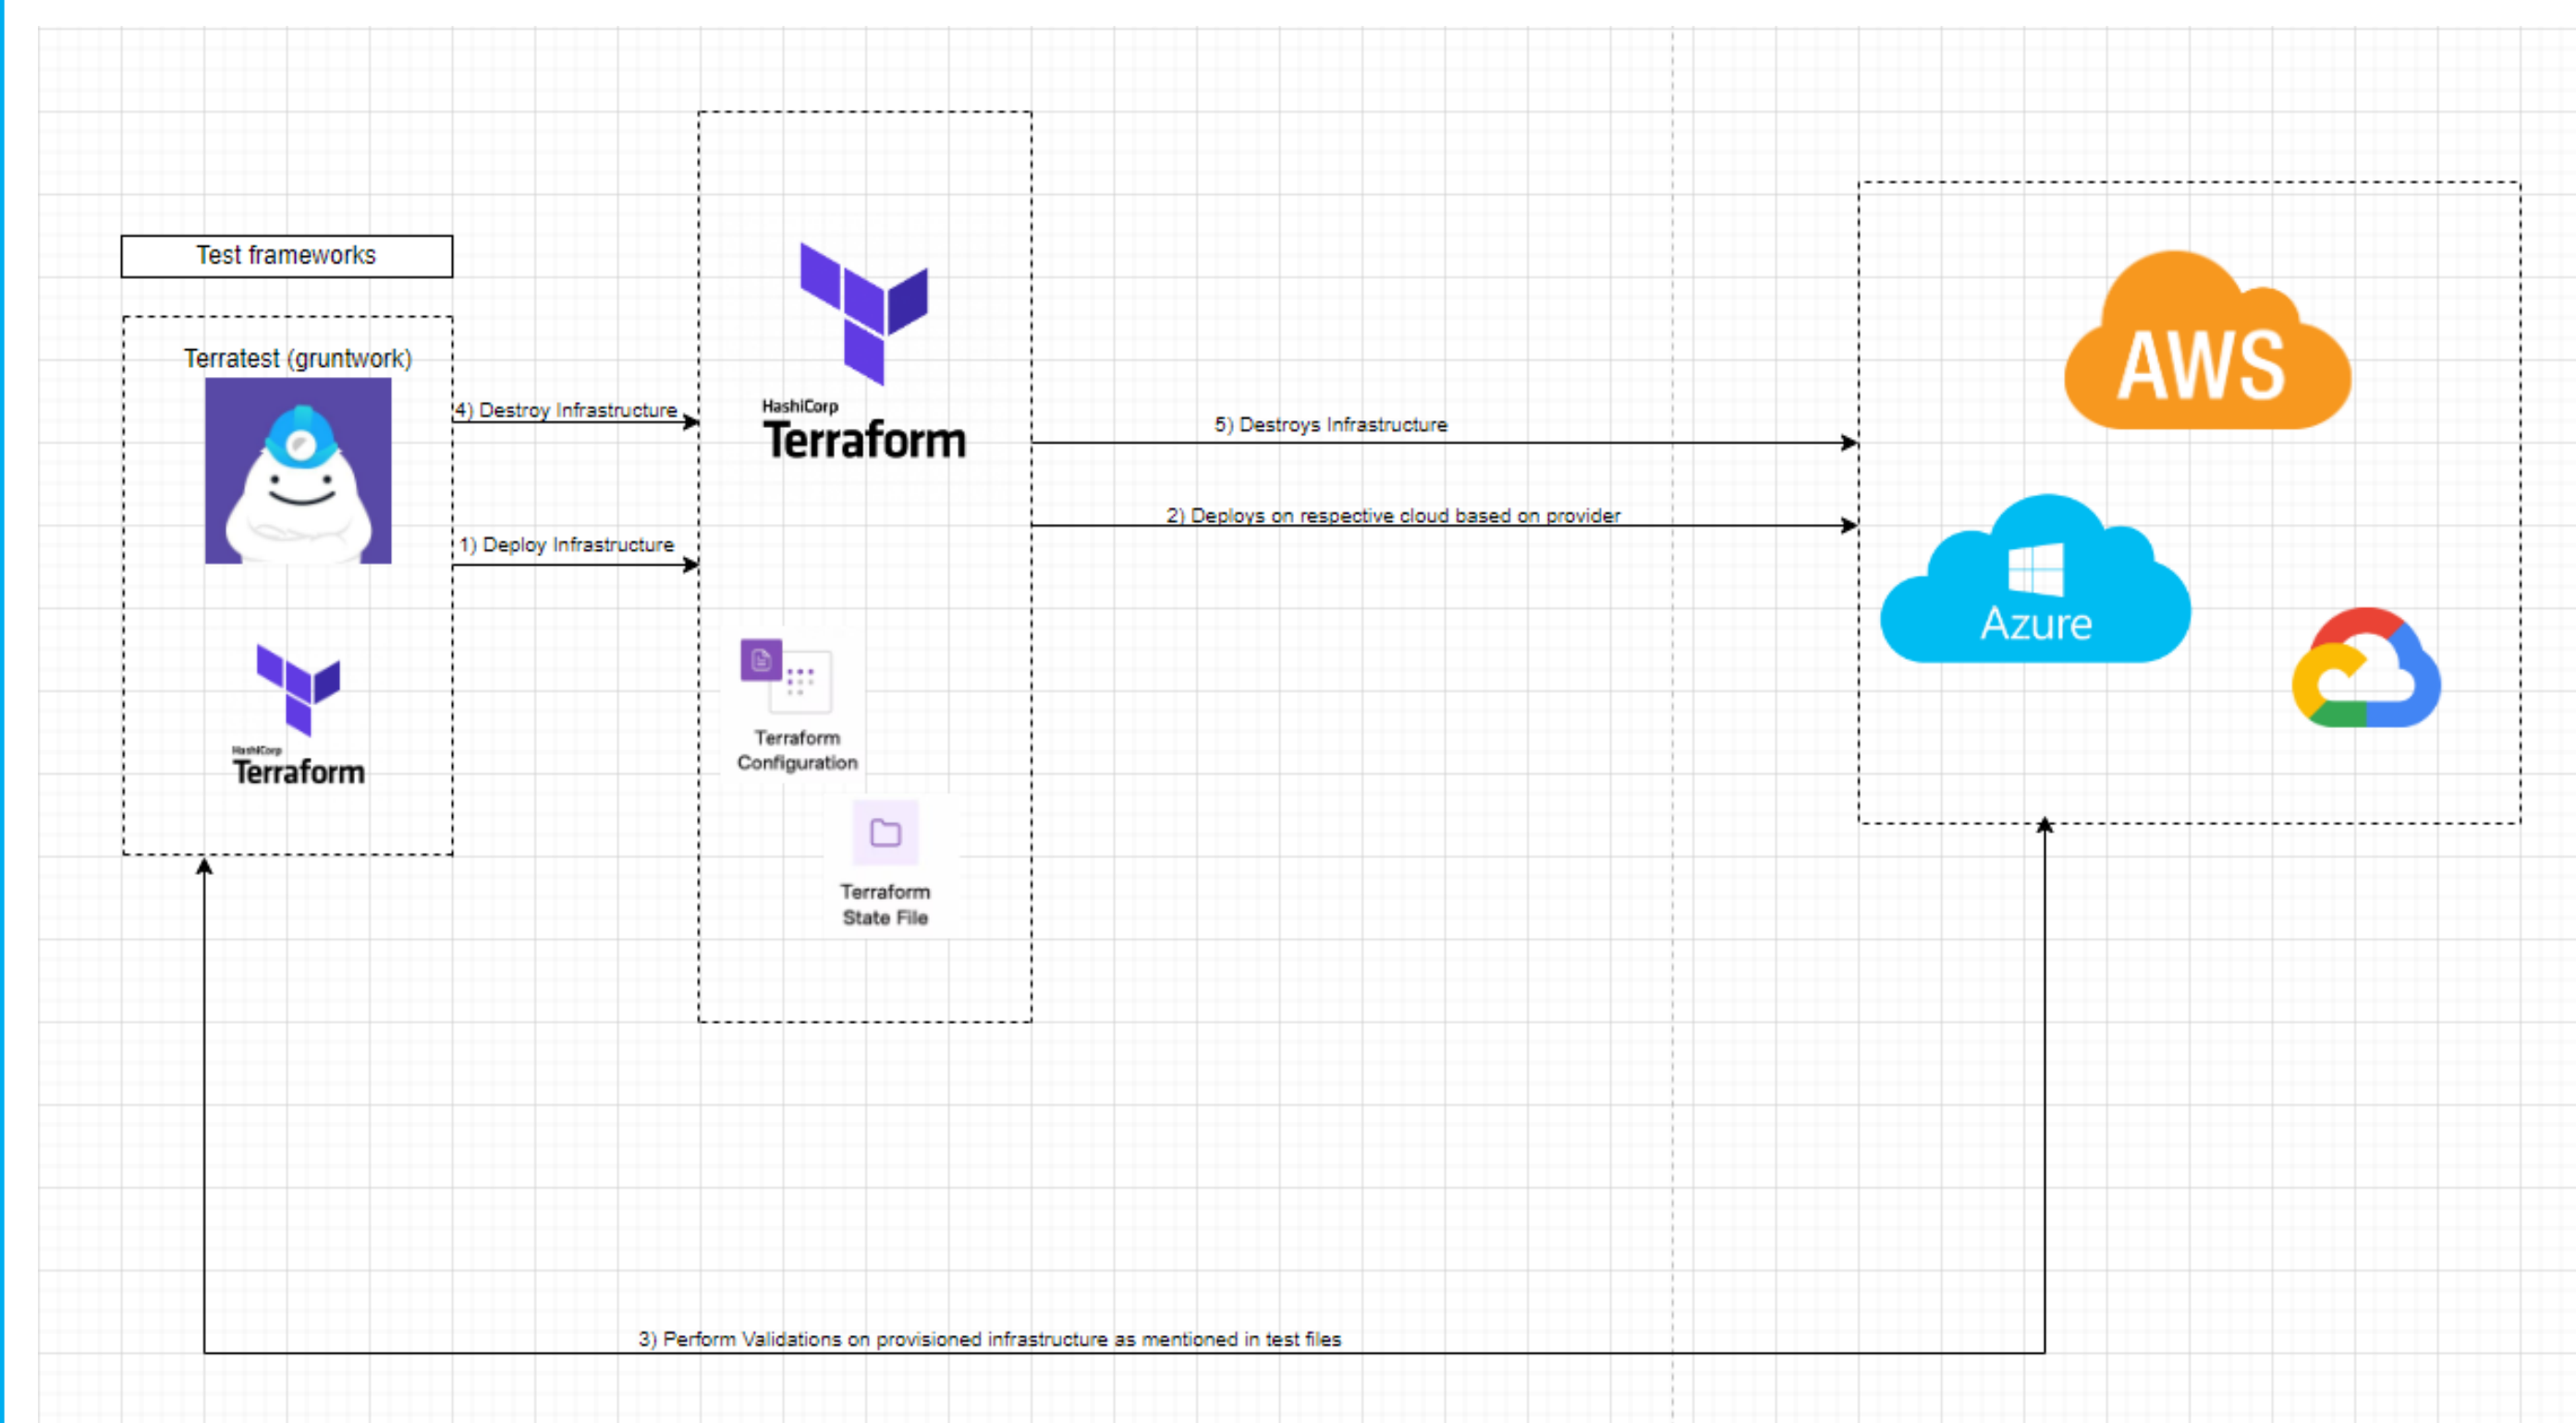 Test frameworks
Terratest (gruntwork)
HashiCorp
Terraform
4) Destroy Infrastructure
1) Deploy Infrastructure
HashiCorp
Terraform
Terraform
Configuration
Terraform
State File
5) Destroys Infrastructure
2) Deploys on respective cloud based on provider
AWS
Azure
3) Perform Validations on provisioned infrastructure as mentioned in test files